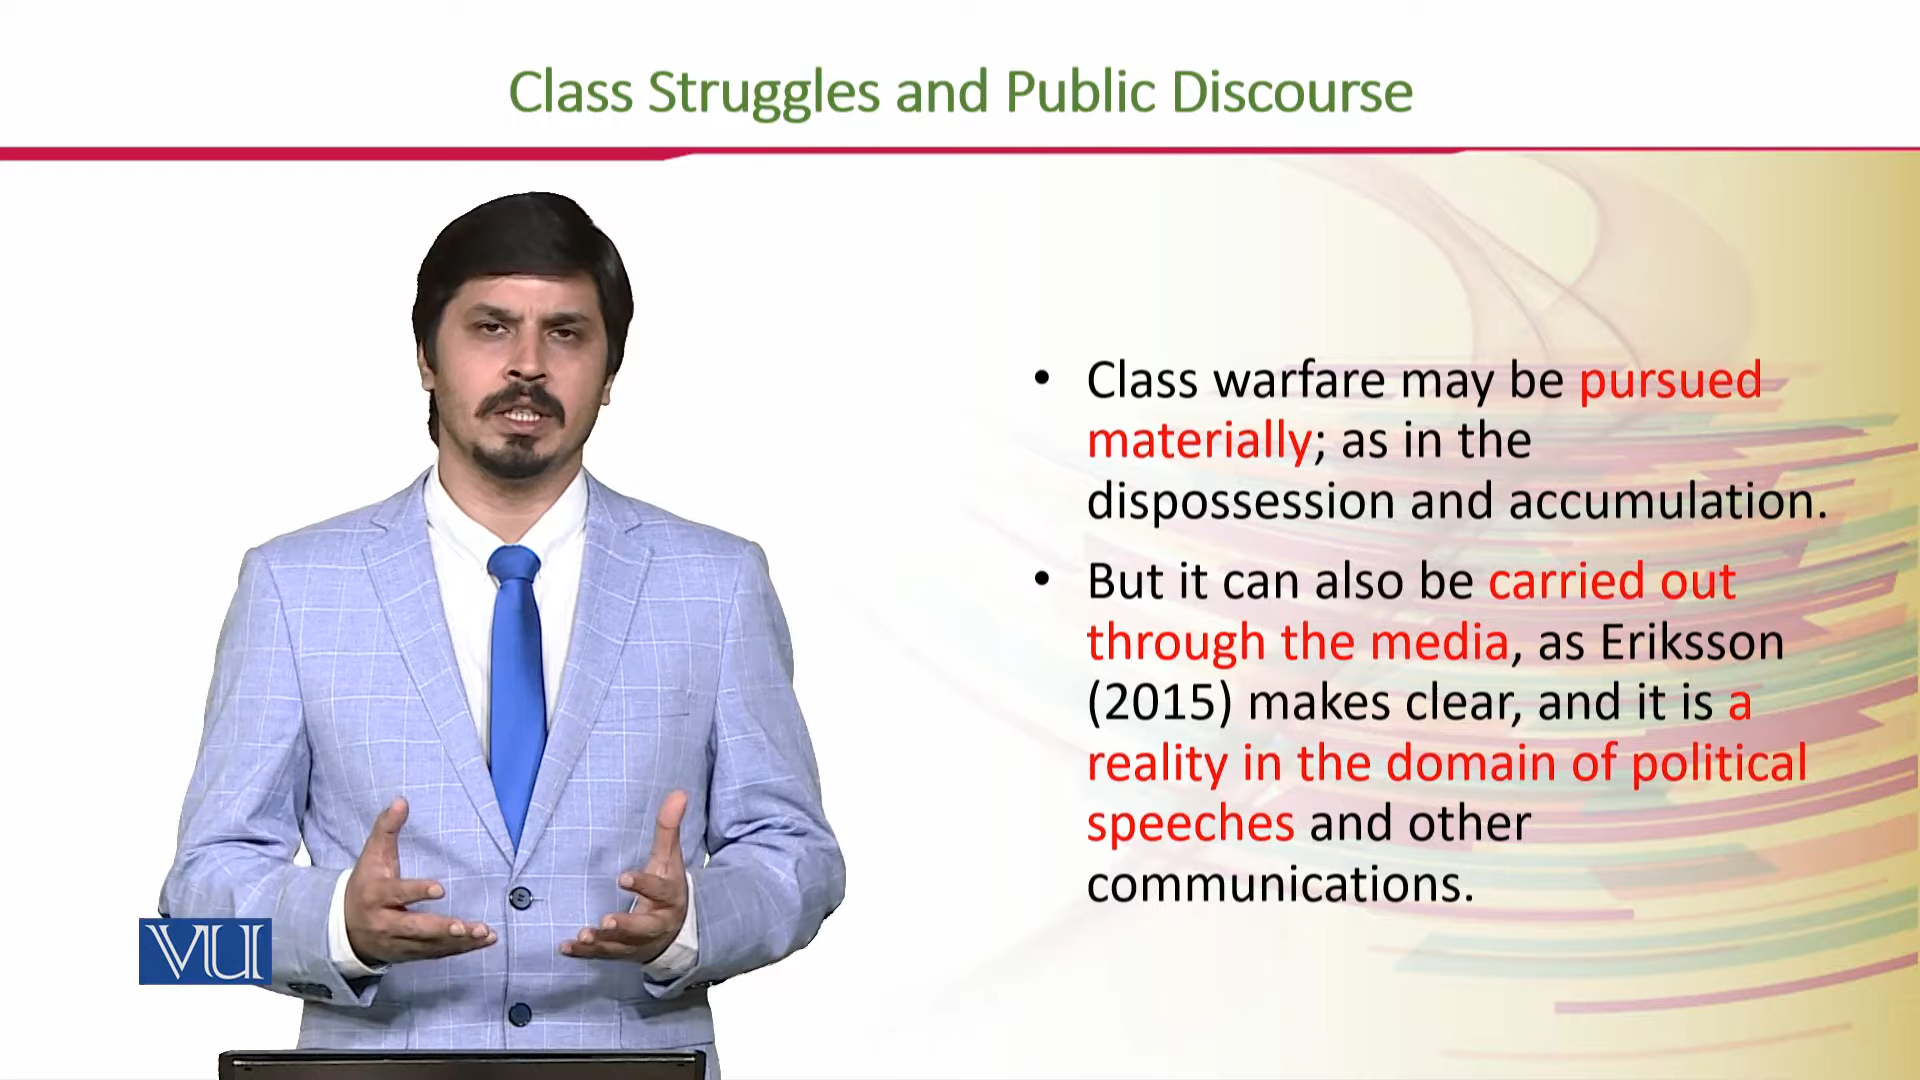 Class Struggles and Public Discourse
• Class warfare may be pursued
materially; as in the
dispossession and accumulation.
• But it can also be carried out
through the media, as Eriksson
(2015) makes clear, and it is a
reality in the domain of political
speeches and other
communications.
VU